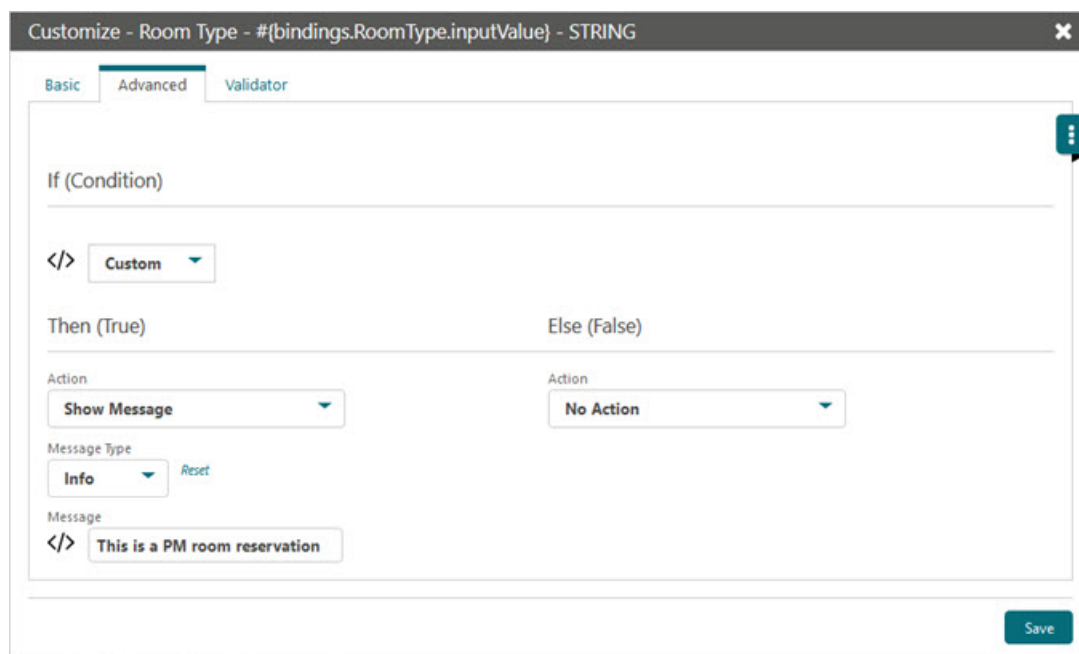 Customize - Room Type - #{bindings.RoomType.inputValue} - STRING
Basic Advanced Validator
If (Condition)
</> Custom
Then (True) Else (False)
Action Action
Show Message No Action
Message Type
Info Reset
Message
</> This is a PM room reservation
Save